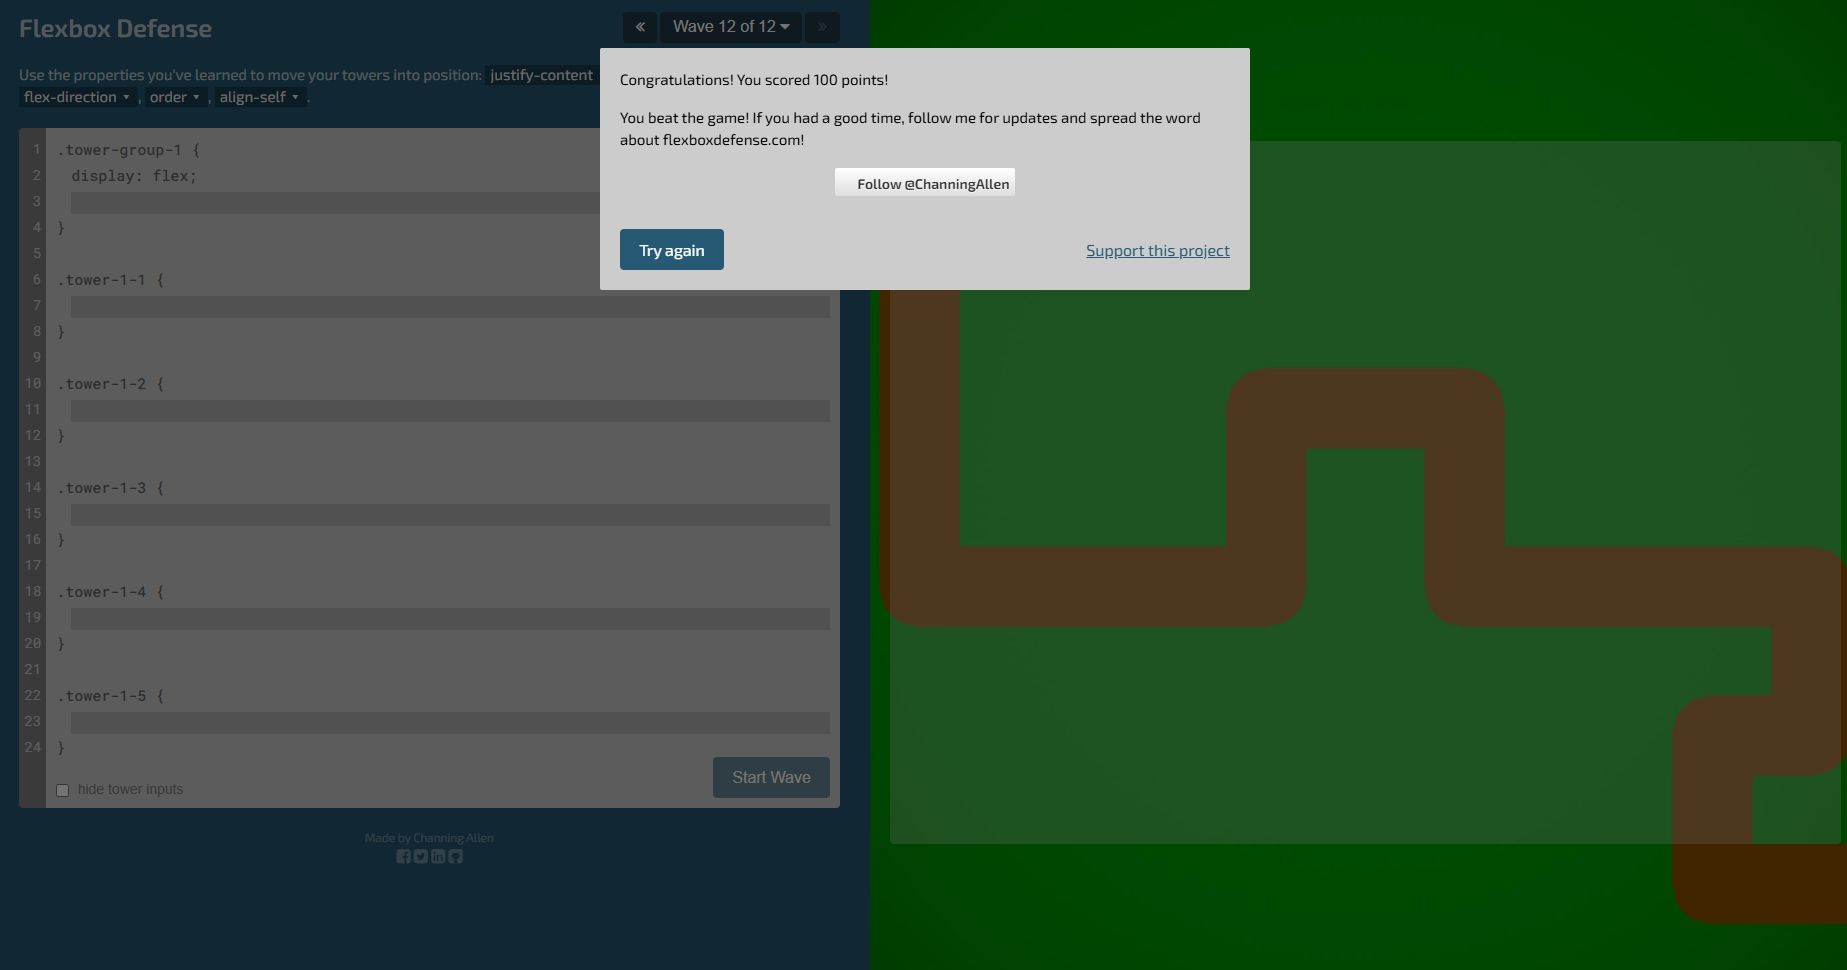 Flexbox Defense
« Wave 12 of 12 »
Use the properties you've learned to move your towers into position: justify-content
flex-direction , order , align-self .
Congratulations! You scored 100 points!
You beat the game! If you had a good time, follow me for updates and spread the word
about flexboxdefense.com!
Follow @ChanningAllen
Try again
Support this project
1 .tower-group-1 {
2 display: flex;
3
4 }
5
6 .tower-1-1 {
7
8 }
9
10 .tower-1-2 {
11
12 }
13
14 .tower-1-3 {
15
16 }
17
18 .tower-1-4 {
19
20 }
21
22 .tower-1-5 {
23
24 }
hide tower inputs
Start Wave
Made by Channing Allen